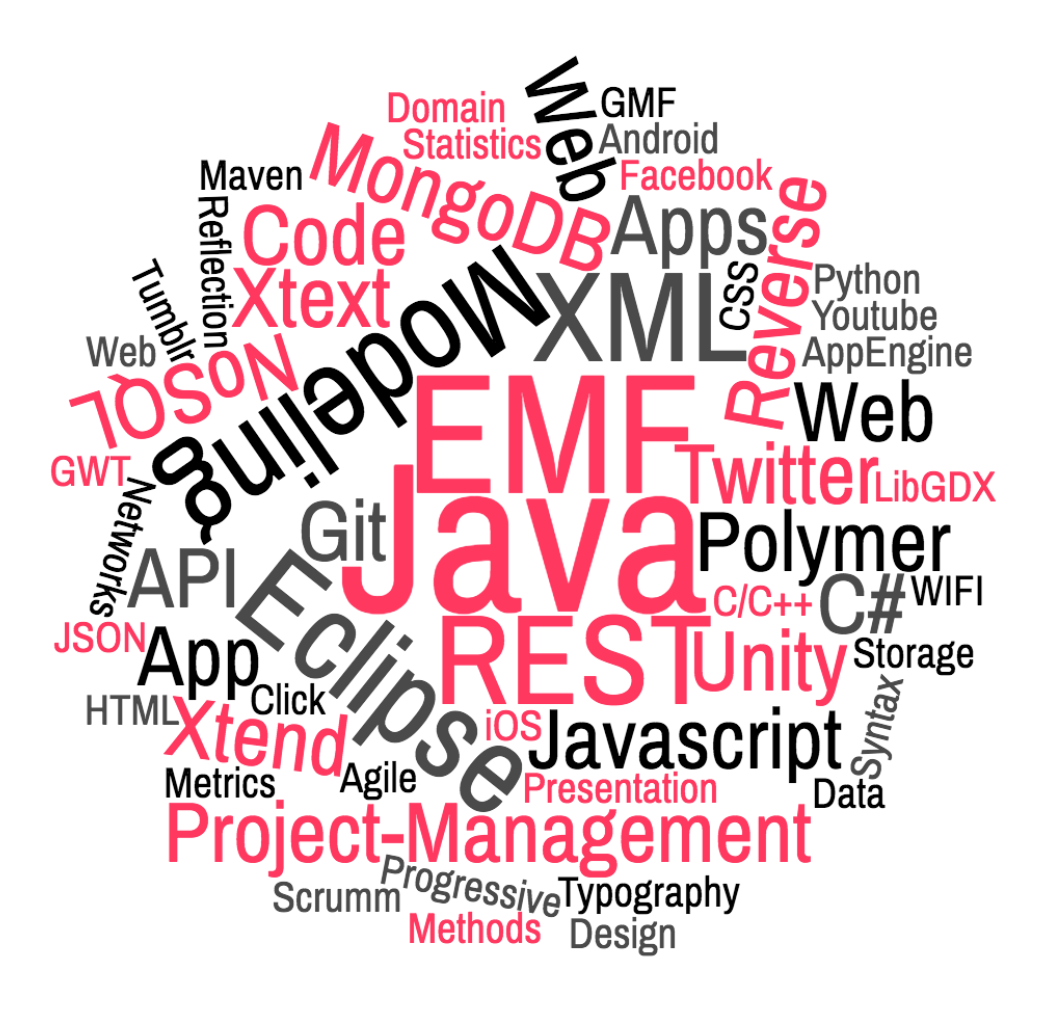 Web
GMF
Domain
Statistics
Android
MongoDB
Maven
Facebook
Reflection
Code
Apps
Reverse
Modeling
XML
CSS
Python
Tumblr
Xtext
Youtube
Web
AppEngine
NoSQL
EMF
Web
GWT
Twitter
LibGDX
Networks
Git
Java
Polymer
API
Eclipse
C/C++
C#
WIFI
JSON
App
REST
Unity
Storage
HTML
Click
Xtend
iOS
Javascript
Syntax
Metrics
Agile
Presentation
Data
Project-Management
Scrumm
Progressive
Typography
Methods
Design